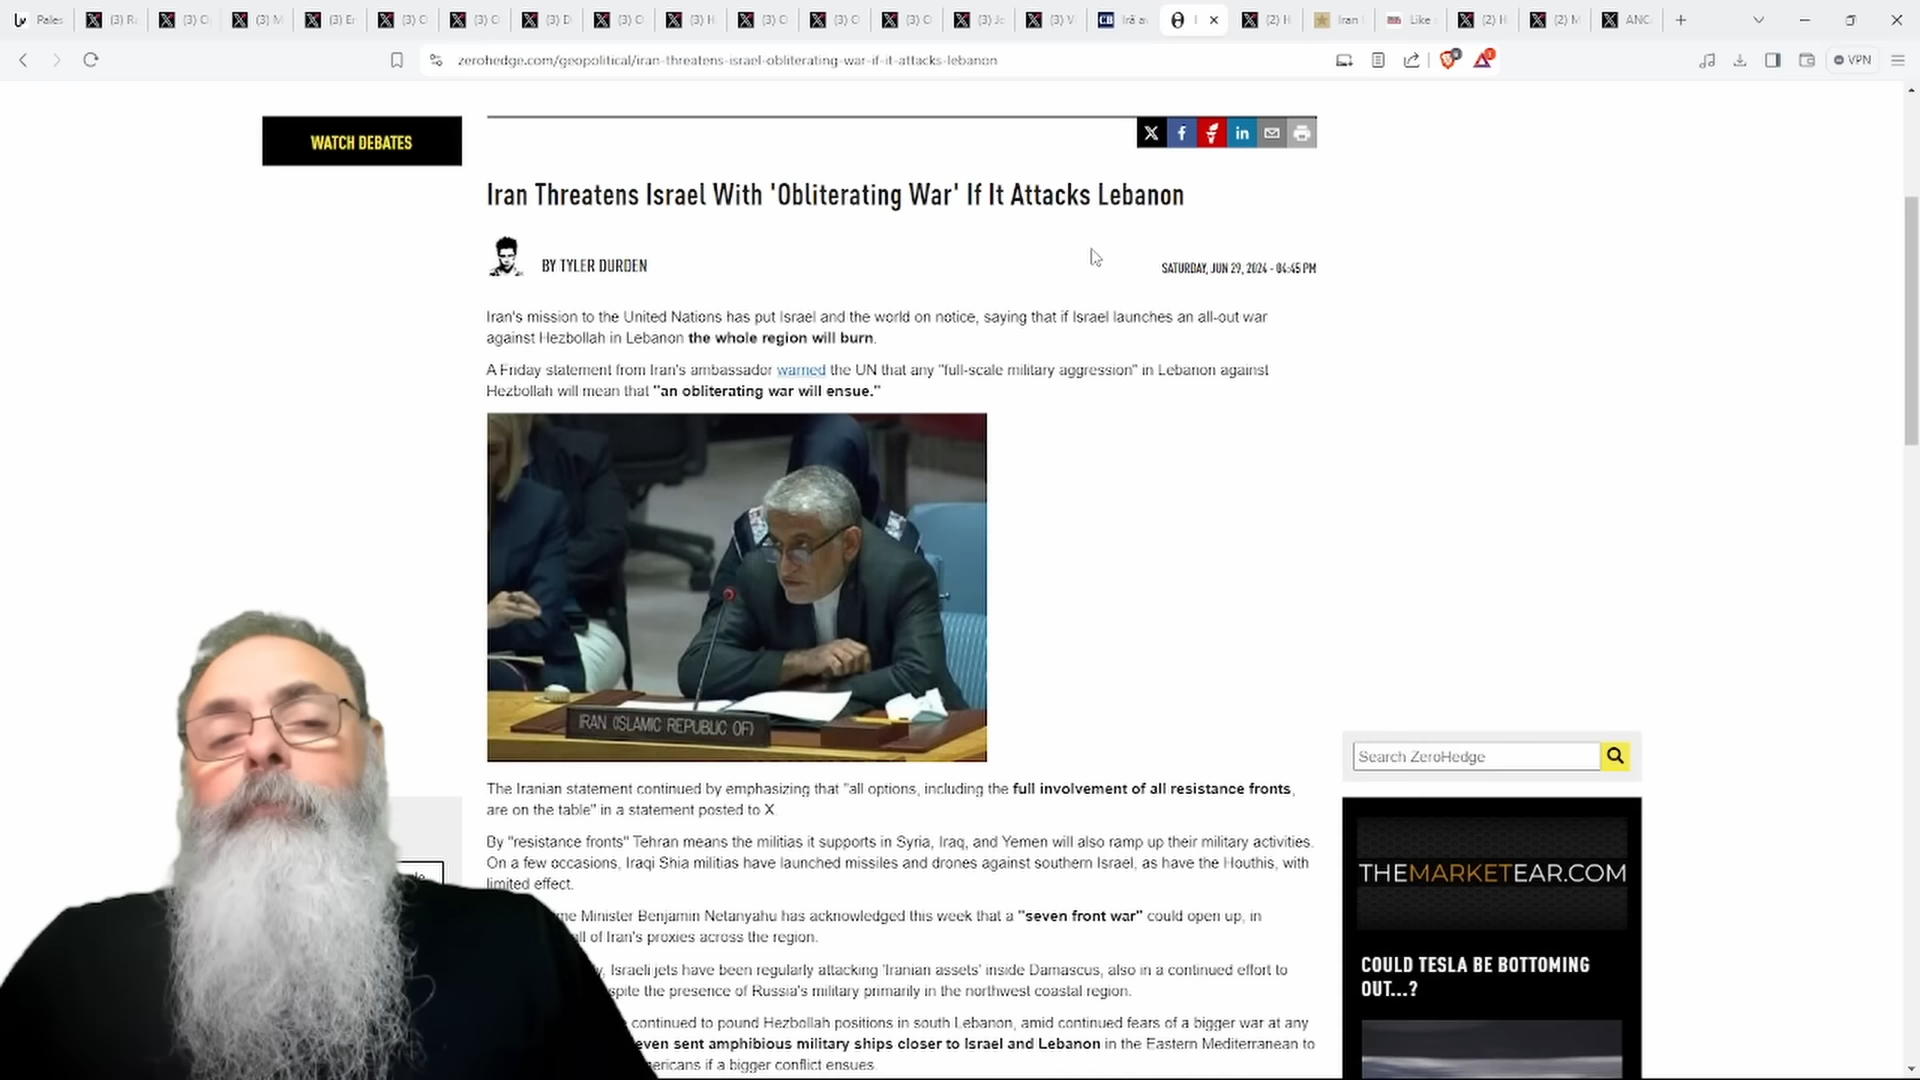 Pales
(3) R
(3) O
(3) M
(3) E
(3) O
(3) O
(3) D
(3) O
(3) H
(3) O
(3) O
(3) O
(3) Jo
(3) V
CB
Irã a
(2) H
Iran I
Like
(2) H
(2) M
ANC
zerohedge.com/geopolitical/iran-threatens-israel-obliterating-war-if-it-attacks-lebanon
VPN
WATCH DEBATES
Iran Threatens Israel With 'Obliterating War' If It Attacks Lebanon
BY TYLER DURDEN
SATURDAY, JUN 29, 2024 - 04:45 PM
Iran's mission to the United Nations has put Israel and the world on notice, saying that if Israel launches an all-out war
against Hezbollah in Lebanon the whole region will burn.
A Friday statement from Iran's ambassador warned the UN that any "full-scale military aggression" in Lebanon against
Hezbollah will mean that "an obliterating war will ensue."
IRAN (ISLAMIC REPUBLIC OF)
The Iranian statement continued by emphasizing that "all options, including the full involvement of all resistance fronts,
are on the table" in a statement posted to X.
By "resistance fronts" Tehran means the militias it supports in Syria, Iraq, and Yemen will also ramp up their military activities.
On a few occasions, Iraqi Shia militias have launched missiles and drones against southern Israel, as have the Houthis, with
limited effect.
me Minister Benjamin Netanyahu has acknowledged this week that a "seven front war" could open up, in
all of Iran's proxies across the region.
y, Israeli jets have been regularly attacking 'Iranian assets' inside Damascus, also in a continued effort to
spite the presence of Russia's military primarily in the northwest coastal region.
continued to pound Hezbollah positions in south Lebanon, amid continued fears of a bigger war at any
even sent amphibious military ships closer to Israel and Lebanon in the Eastern Mediterranean to
ericans if a bigger conflict ensues.
Search ZeroHedge
THEMARKETEAR.COM
COULD TESLA BE BOTTOMING
OUT...?